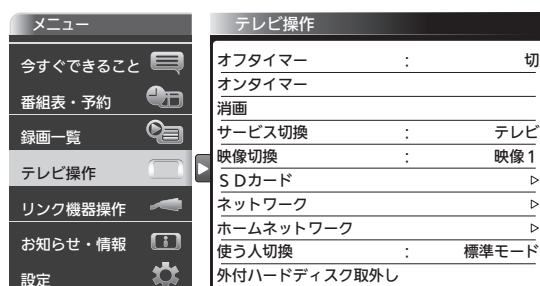 メニュー
今すぐできること
番組表・予約
録画一覧
テレビ操作
リンク機器操作
お知らせ・情報
設定
テレビ操作
オフタイマー : 切
オンタイマー
消画
サービス切換 : テレビ
映像切換 : 映像1
ＳＤカード
ネットワーク
ホームネットワーク
使う人切換 : 標準モード
外付ハードディスク取外し